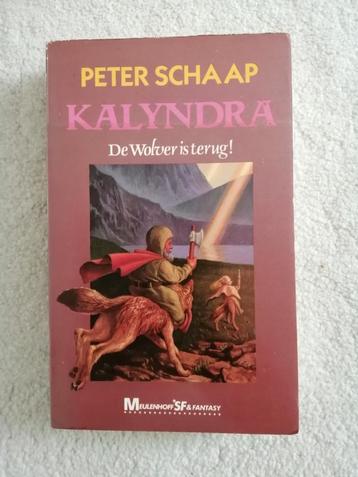 PETER SCHAAP
KALYNDRA
De Wolver is terug!
MEULENHOFF SF & FANTASY